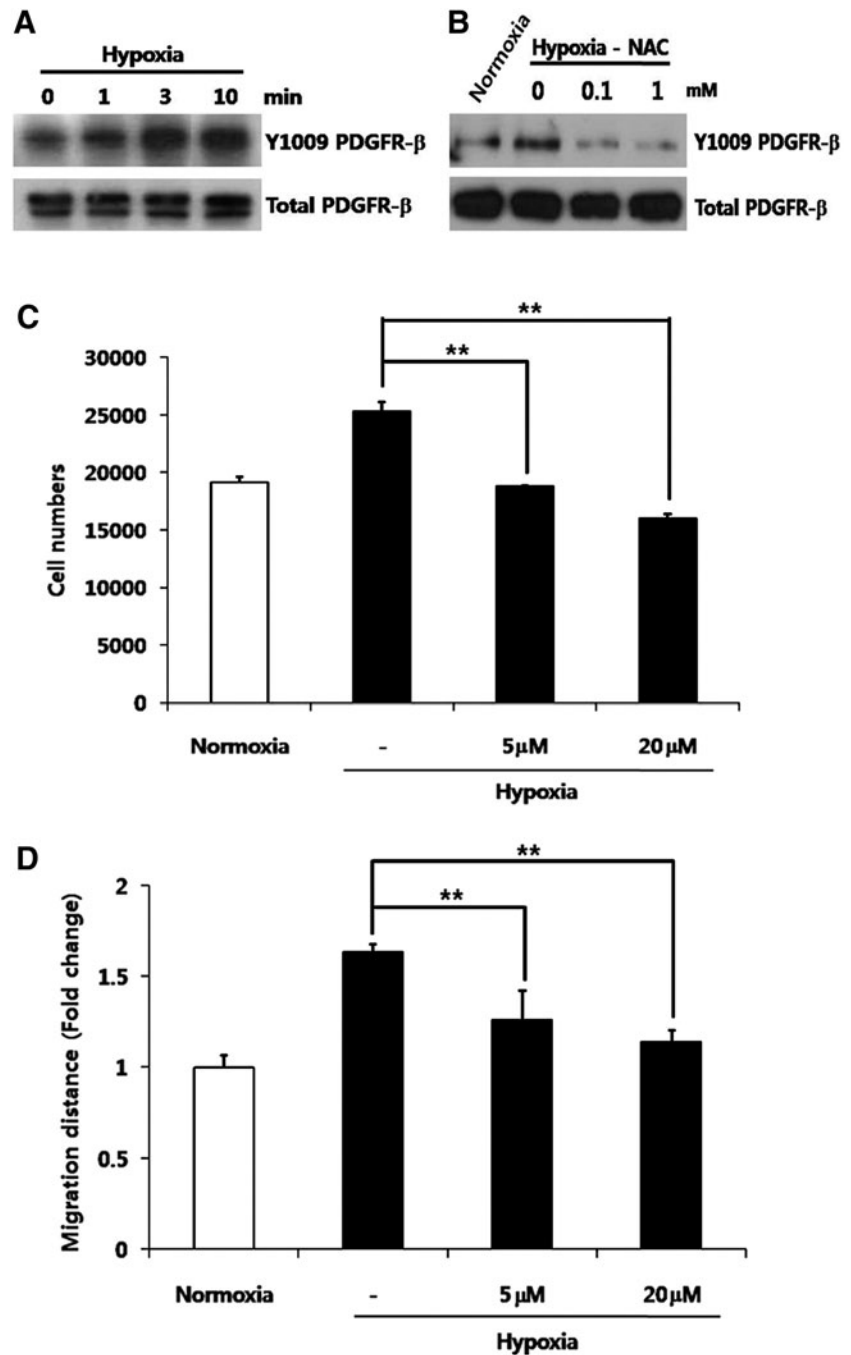 A
Hypoxia
0 1 3 10 min
Y1009 PDGFR-β
Total PDGFR-β
B
Normoxia
Hypoxia - NAC
0 0.1 1 mM
Y1009 PDGFR-β
Total PDGFR-β
C
**
**
30000
25000
20000
15000
10000
5000
0
Cell numbers
Normoxia - 5μM 20μM
Hypoxia
D
**
**
2
1.5
1
0.5
0
Migration distance (Fold change)
Normoxia - 5μM 20μM
Hypoxia